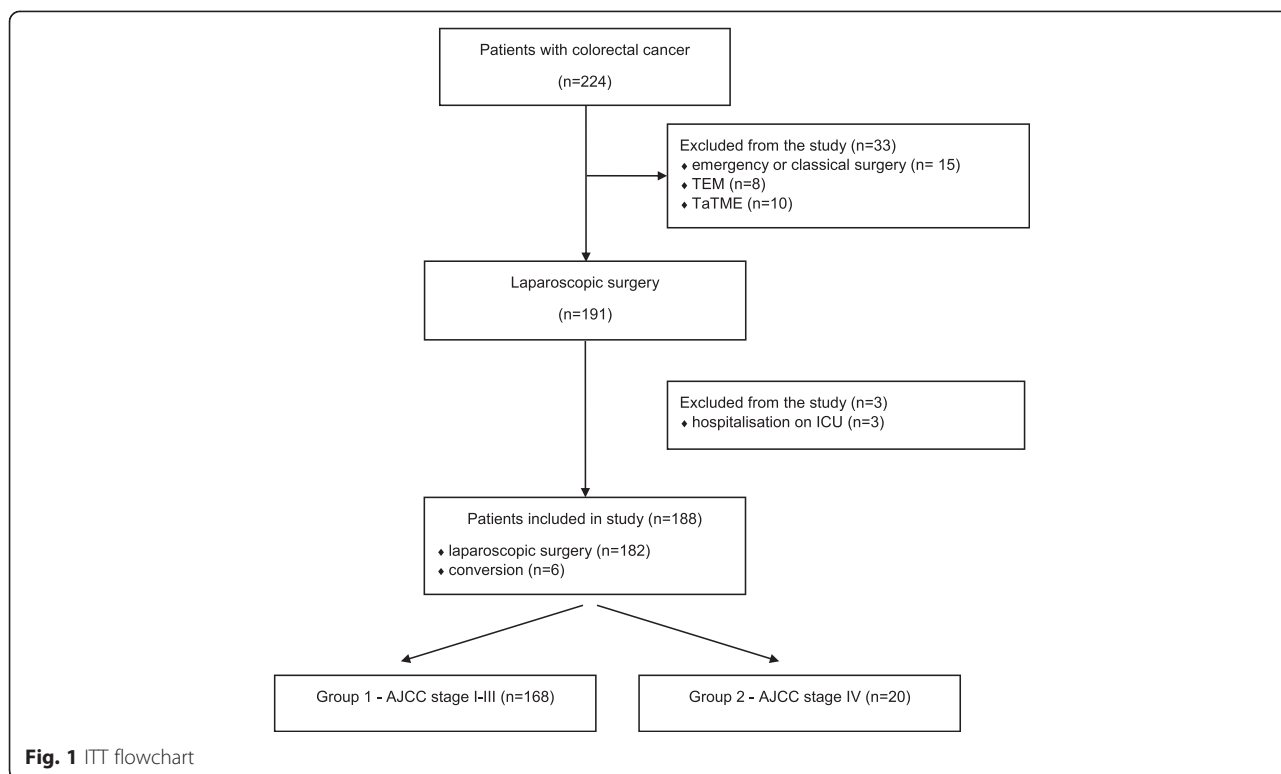 Patients with colorectal cancer
(n=224)
Excluded from the study (n=33)
♦ emergency or classical surgery (n= 15)
♦ TEM (n=8)
♦ TaTME (n=10)
Laparoscopic surgery
(n=191)
Excluded from the study (n=3)
♦ hospitalisation on ICU (n=3)
Patients included in study (n=188)
♦ laparoscopic surgery (n=182)
♦ conversion (n=6)
Group 1 - AJCC stage I-III (n=168)
Group 2 - AJCC stage IV (n=20)
Fig. 1 ITT flowchart